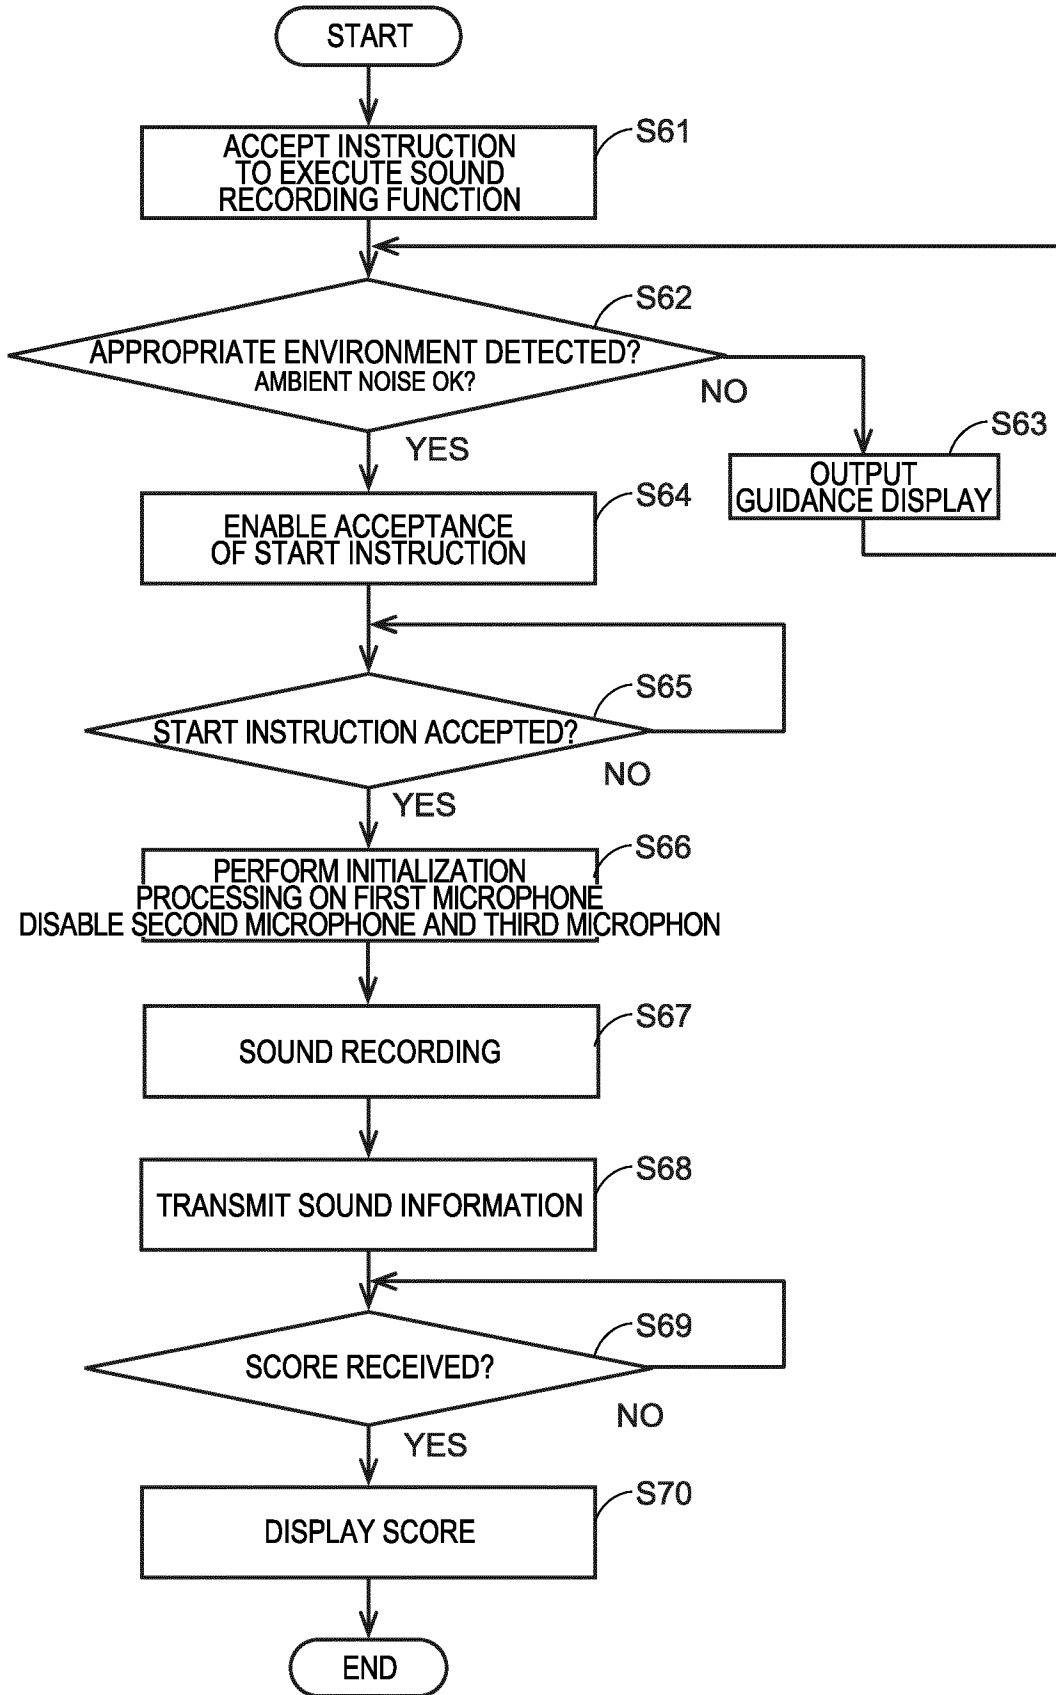 START
S61
ACCEPT INSTRUCTION
TO EXECUTE SOUND
RECORDING FUNCTION
S62
APPROPRIATE ENVIRONMENT DETECTED?
AMBIENT NOISE OK?
NO
YES
S63
OUTPUT
GUIDANCE DISPLAY
S64
ENABLE ACCEPTANCE
OF START INSTRUCTION
S65
START INSTRUCTION ACCEPTED?
NO
YES
S66
PERFORM INITIALIZATION
PROCESSING ON FIRST MICROPHONE
DISABLE SECOND MICROPHONE AND THIRD MICROPHON
S67
SOUND RECORDING
S68
TRANSMIT SOUND INFORMATION
S69
SCORE RECEIVED?
NO
YES
S70
DISPLAY SCORE
END